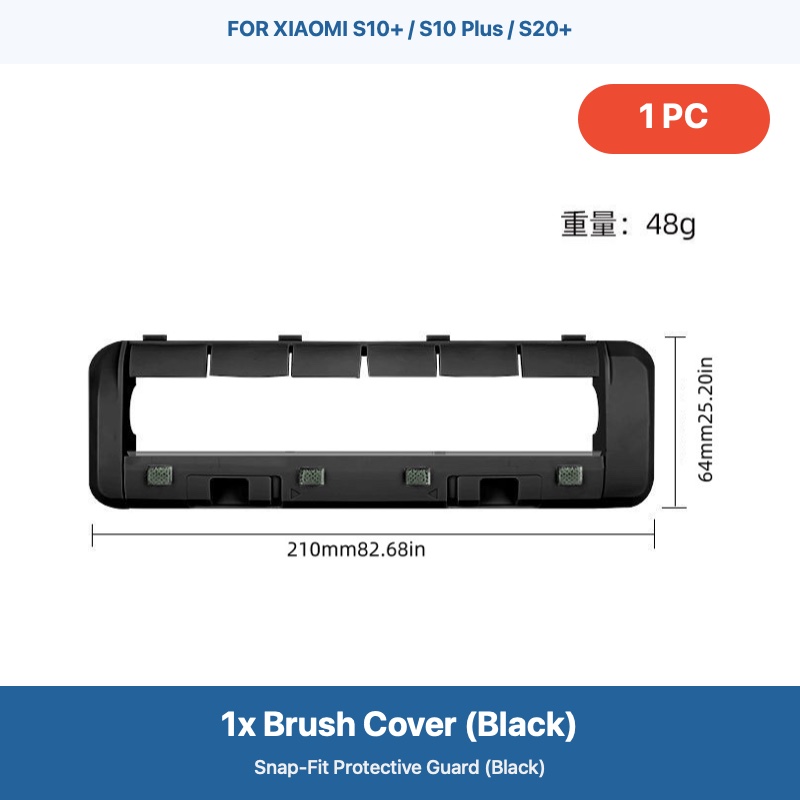 FOR XIAOMI S10+ / S10 Plus / S20+
1 PC
重量：48g
64mm25.20in
210mm82.68in
1x Brush Cover (Black)
Snap-Fit Protective Guard (Black)